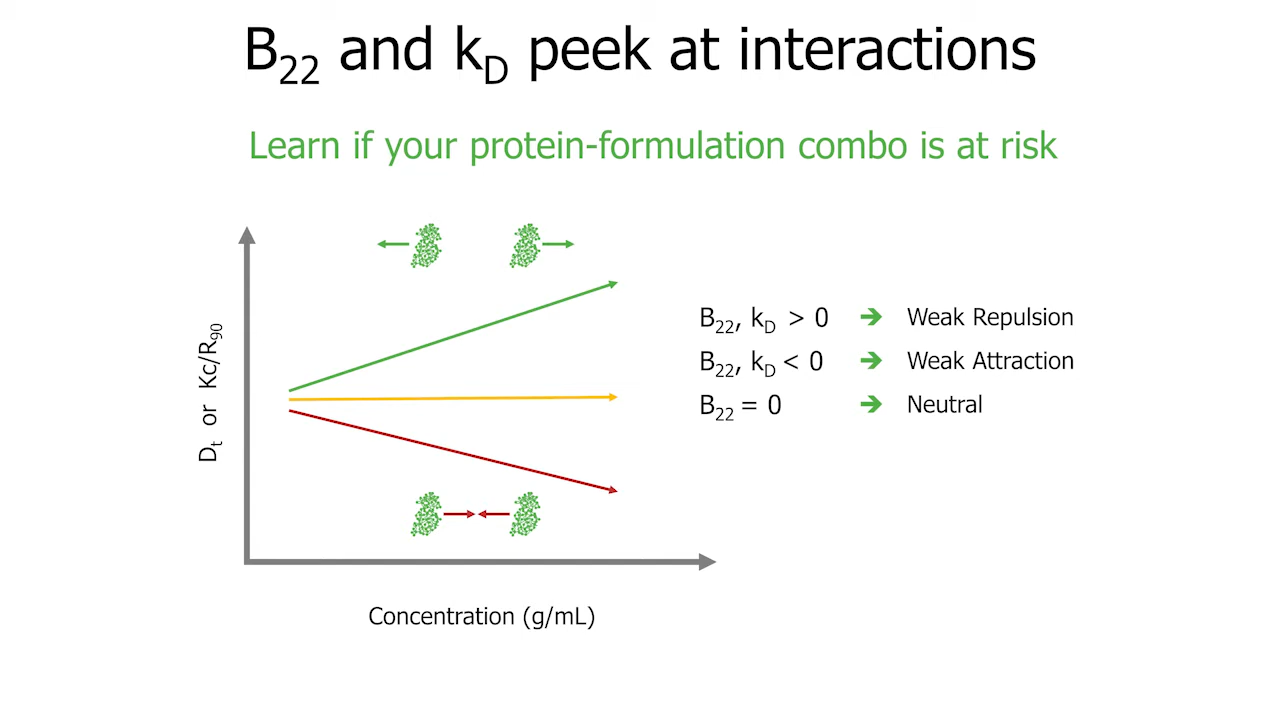 B22 and kD peek at interactions
Learn if your protein-formulation combo is at risk
Dt or Kc/R90
B22, kD > 0 ➔ Weak Repulsion
B22, kD < 0 ➔ Weak Attraction
B22 = 0 ➔ Neutral
Concentration (g/mL)